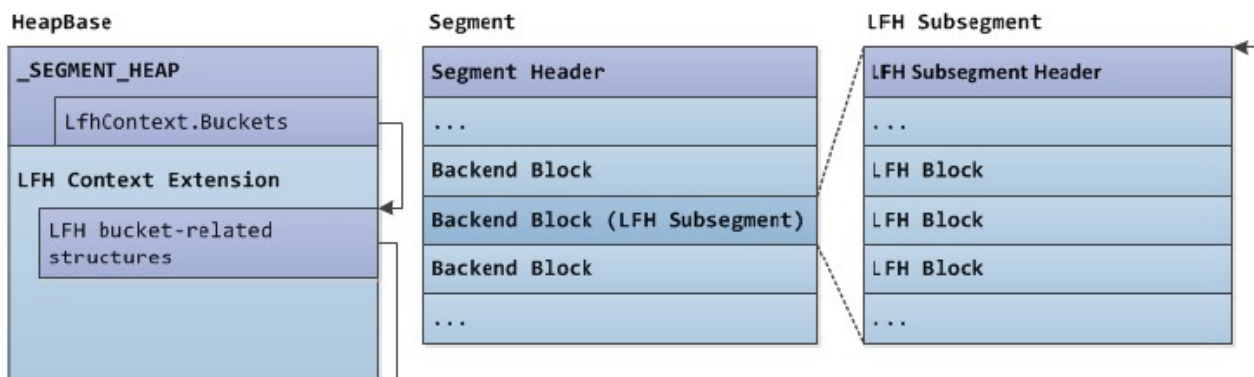 HeapBase
_SEGMENT_HEAP
LfhContext.Buckets
LFH Context Extension
LFH bucket-related
structures
Segment
Segment Header
...
Backend Block
Backend Block (LFH Subsegment)
Backend Block
...
LFH Subsegment
LFH Subsegment Header
...
LFH Block
LFH Block
LFH Block
...